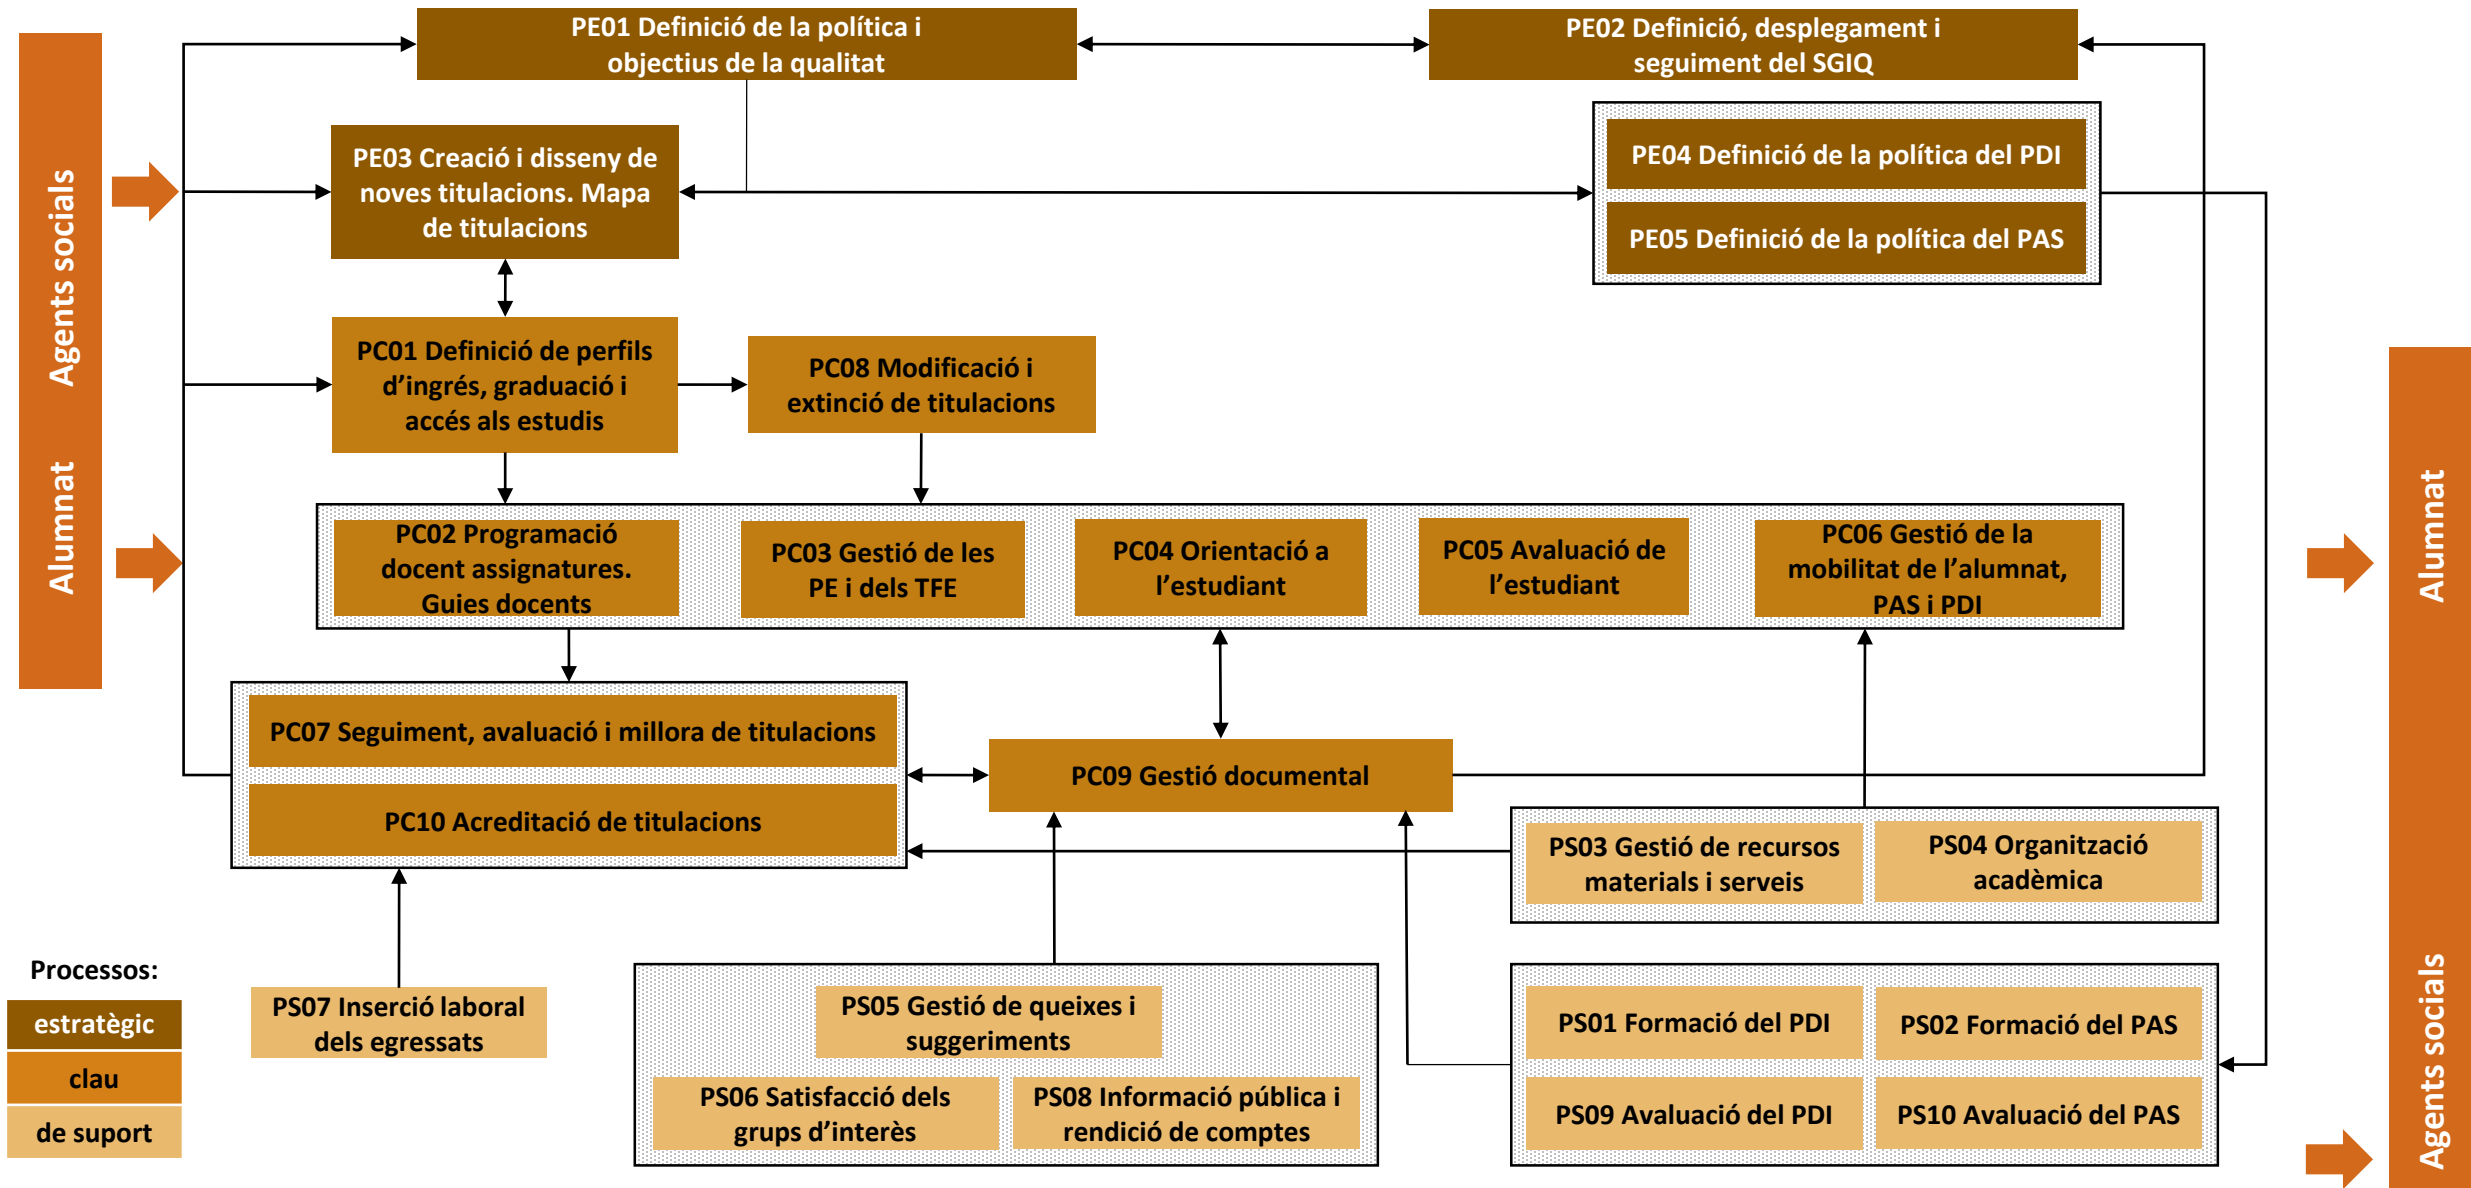 PE01 Definició de la política i
objectius de la qualitat
PE02 Definició, desplegament i
seguiment del SGIQ
Agents socials
Alumnat
PE03 Creació i disseny de
noves titulacions. Mapa
de titulacions
PE04 Definició de la política del PDI
PE05 Definició de la política del PAS
PC01 Definició de perfils
d’ingrés, graduació i
accés als estudis
PC08 Modificació i
extinció de titulacions
PC02 Programació
docent assignatures.
Guies docents
PC03 Gestió de les
PE i dels TFE
PC04 Orientació a
l’estudiant
PC05 Avaluació de
l’estudiant
PC06 Gestió de la
mobilitat de l’alumnat,
PAS i PDI
Alumnat
Agents socials
PC07 Seguiment, avaluació i millora de titulacions
PC10 Acreditació de titulacions
PC09 Gestió documental
PS03 Gestió de recursos
materials i serveis
PS04 Organització
acadèmica
Processos:
estratègic
clau
de suport
PS07 Inserció laboral
dels egressats
PS05 Gestió de queixes i
suggeriments
PS06 Satisfacció dels
grups d’interès
PS08 Informació pública i
rendició de comptes
PS01 Formació del PDI
PS02 Formació del PAS
PS09 Avaluació del PDI
PS10 Avaluació del PAS